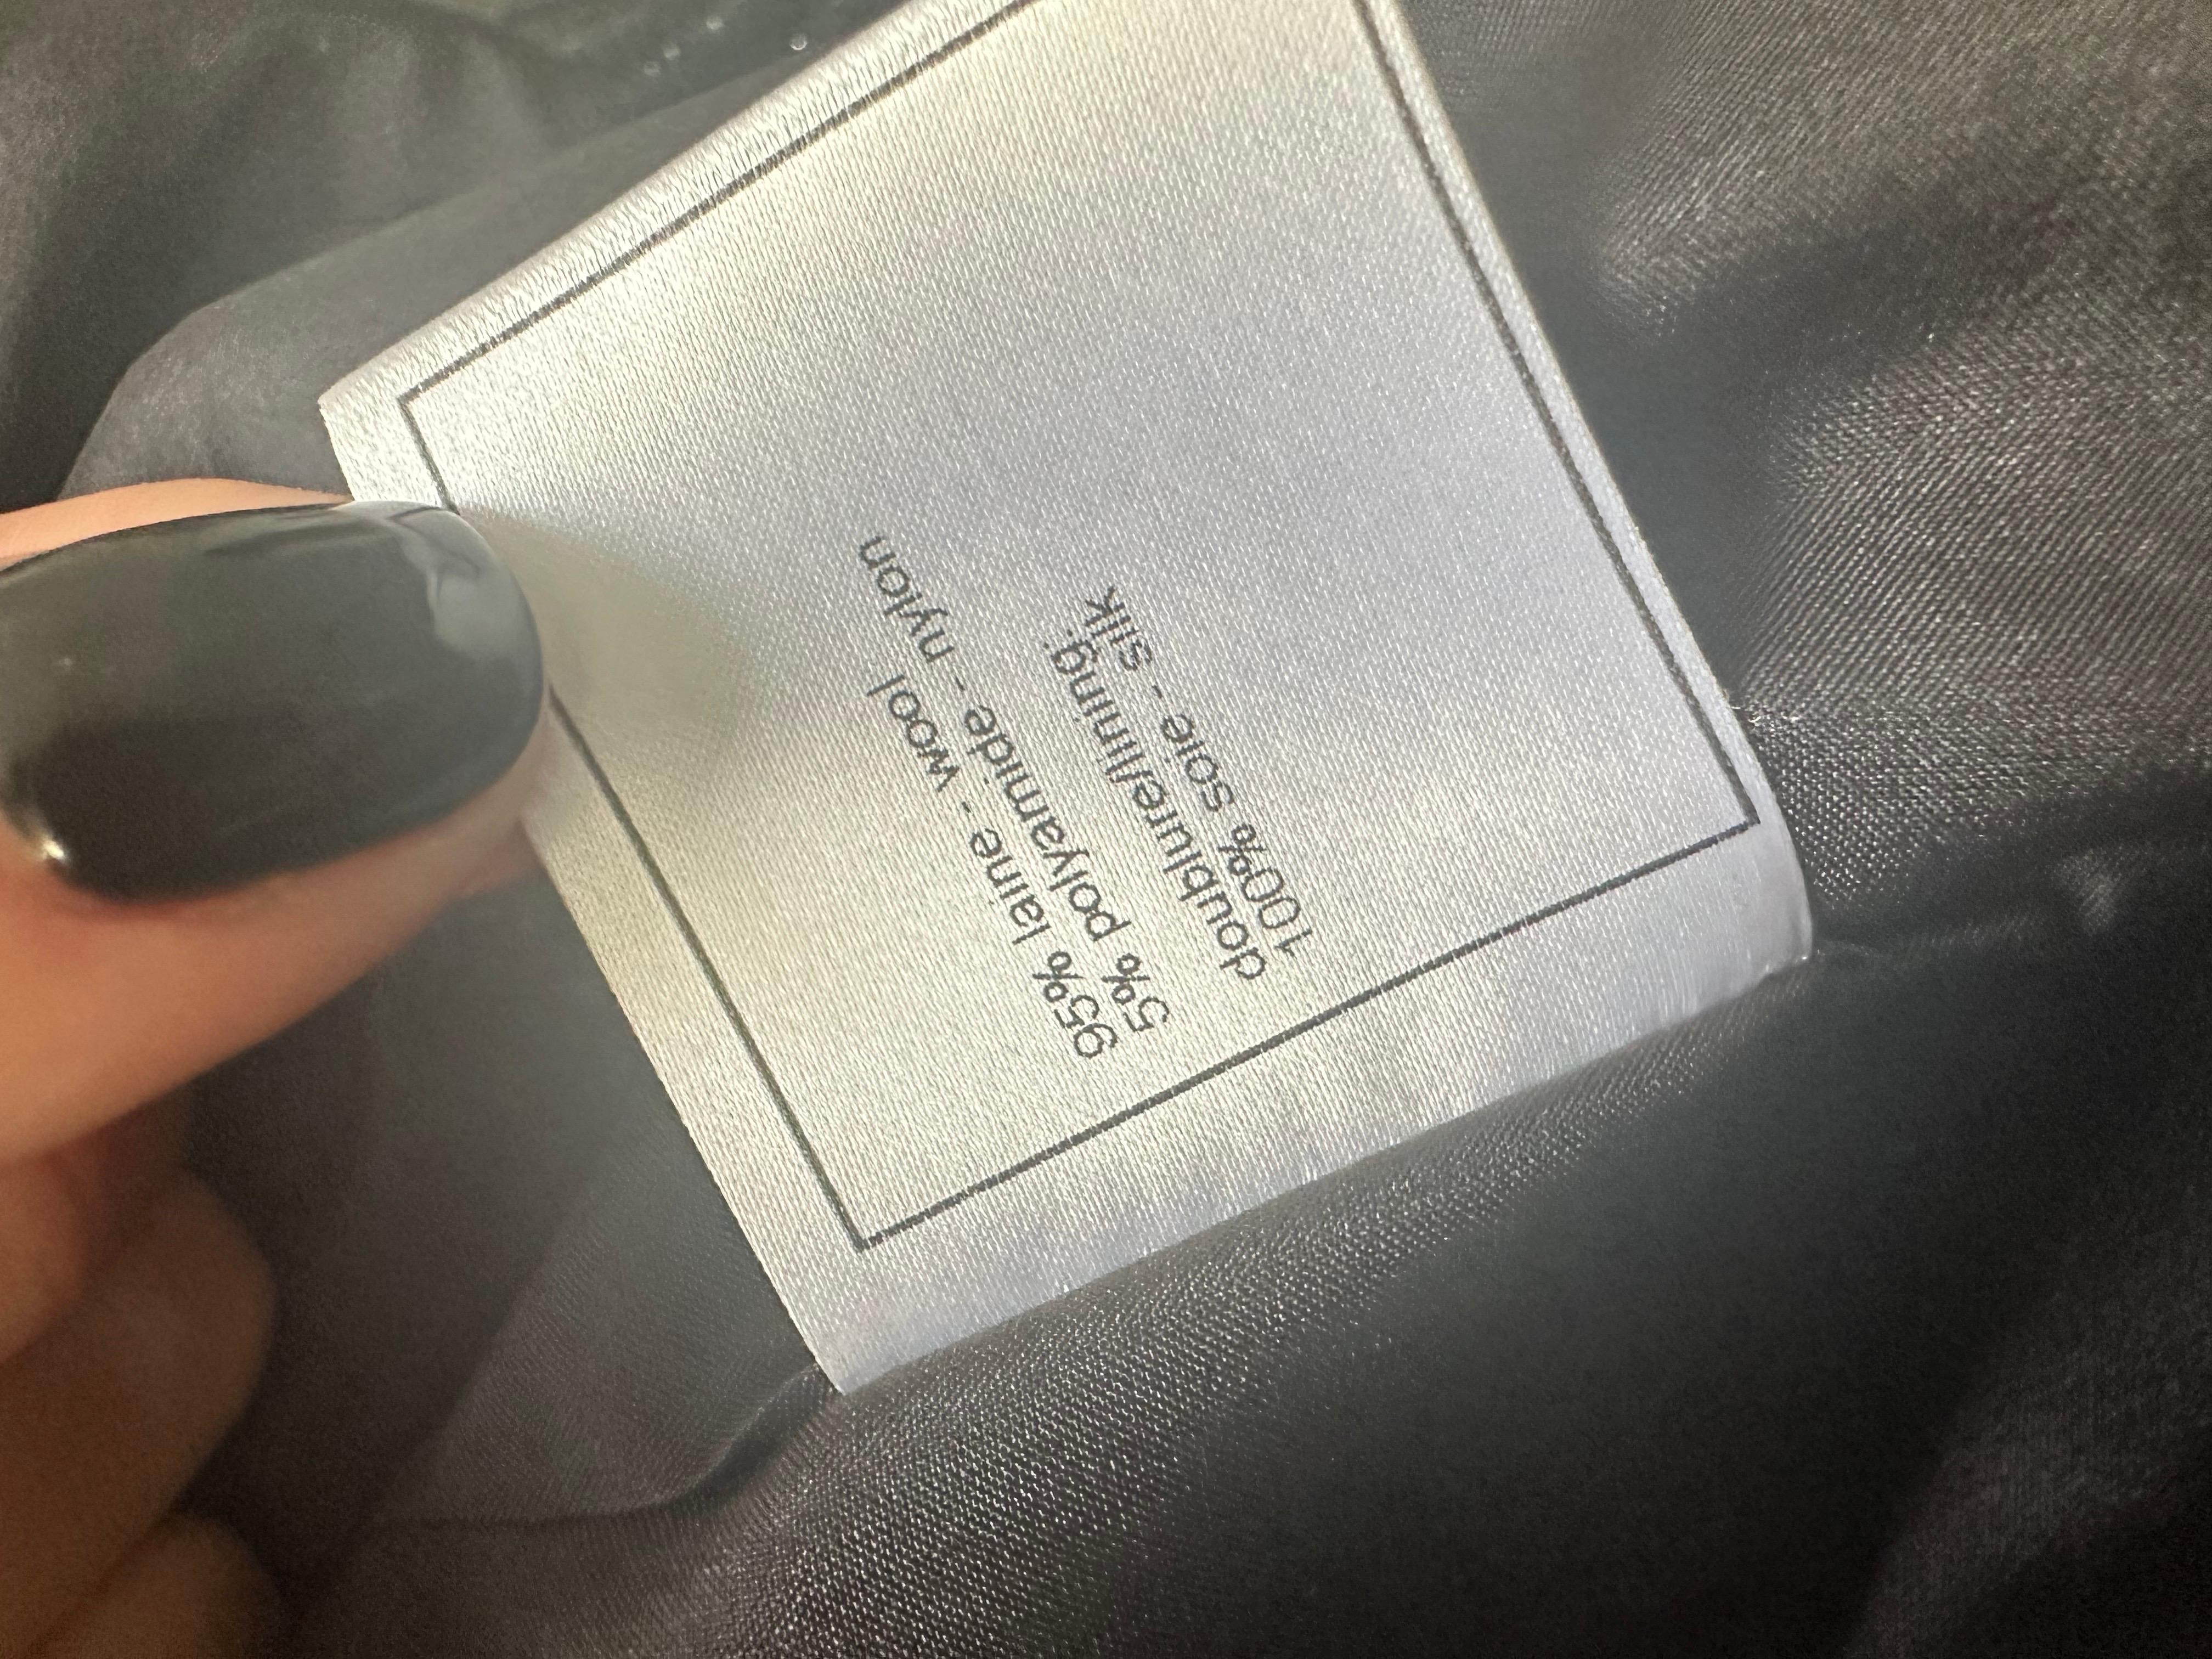 95% laine - wool
5% polyamide - nylon
doublure/lining:
100% soie - silk